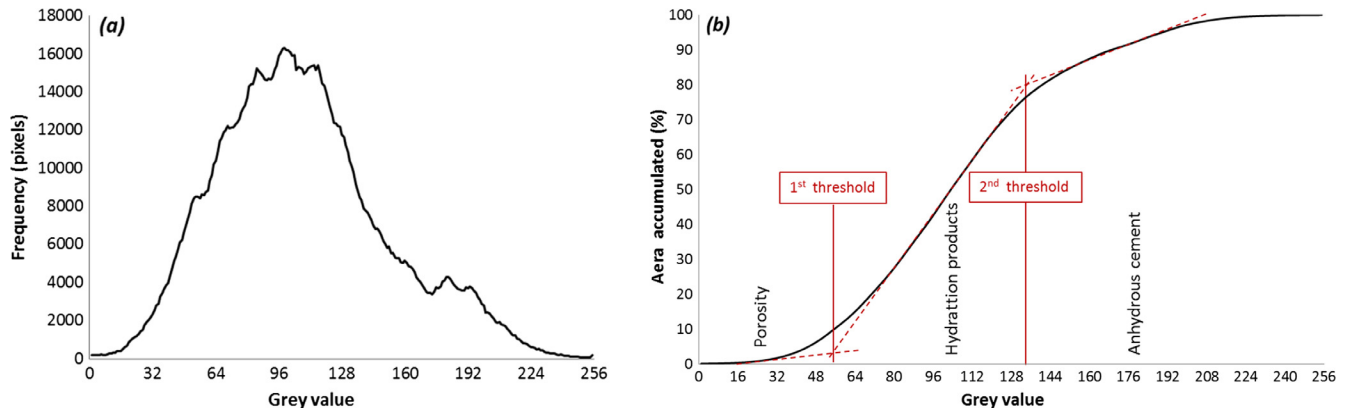 (a)
Frequency (pixels)
18000
16000
14000
12000
10000
8000
6000
4000
2000
0
0 32 64 96 128 160 192 224 256
Grey value
(b)
Aera accumulated (%)
100
90
80
70
60
50
40
30
20
10
0
1st threshold
2nd threshold
Porosity
Hydrattion products
Anhydrous cement
0 16 32 48 64 80 96 112 128 144 160 176 192 208 224 240 256
Grey value